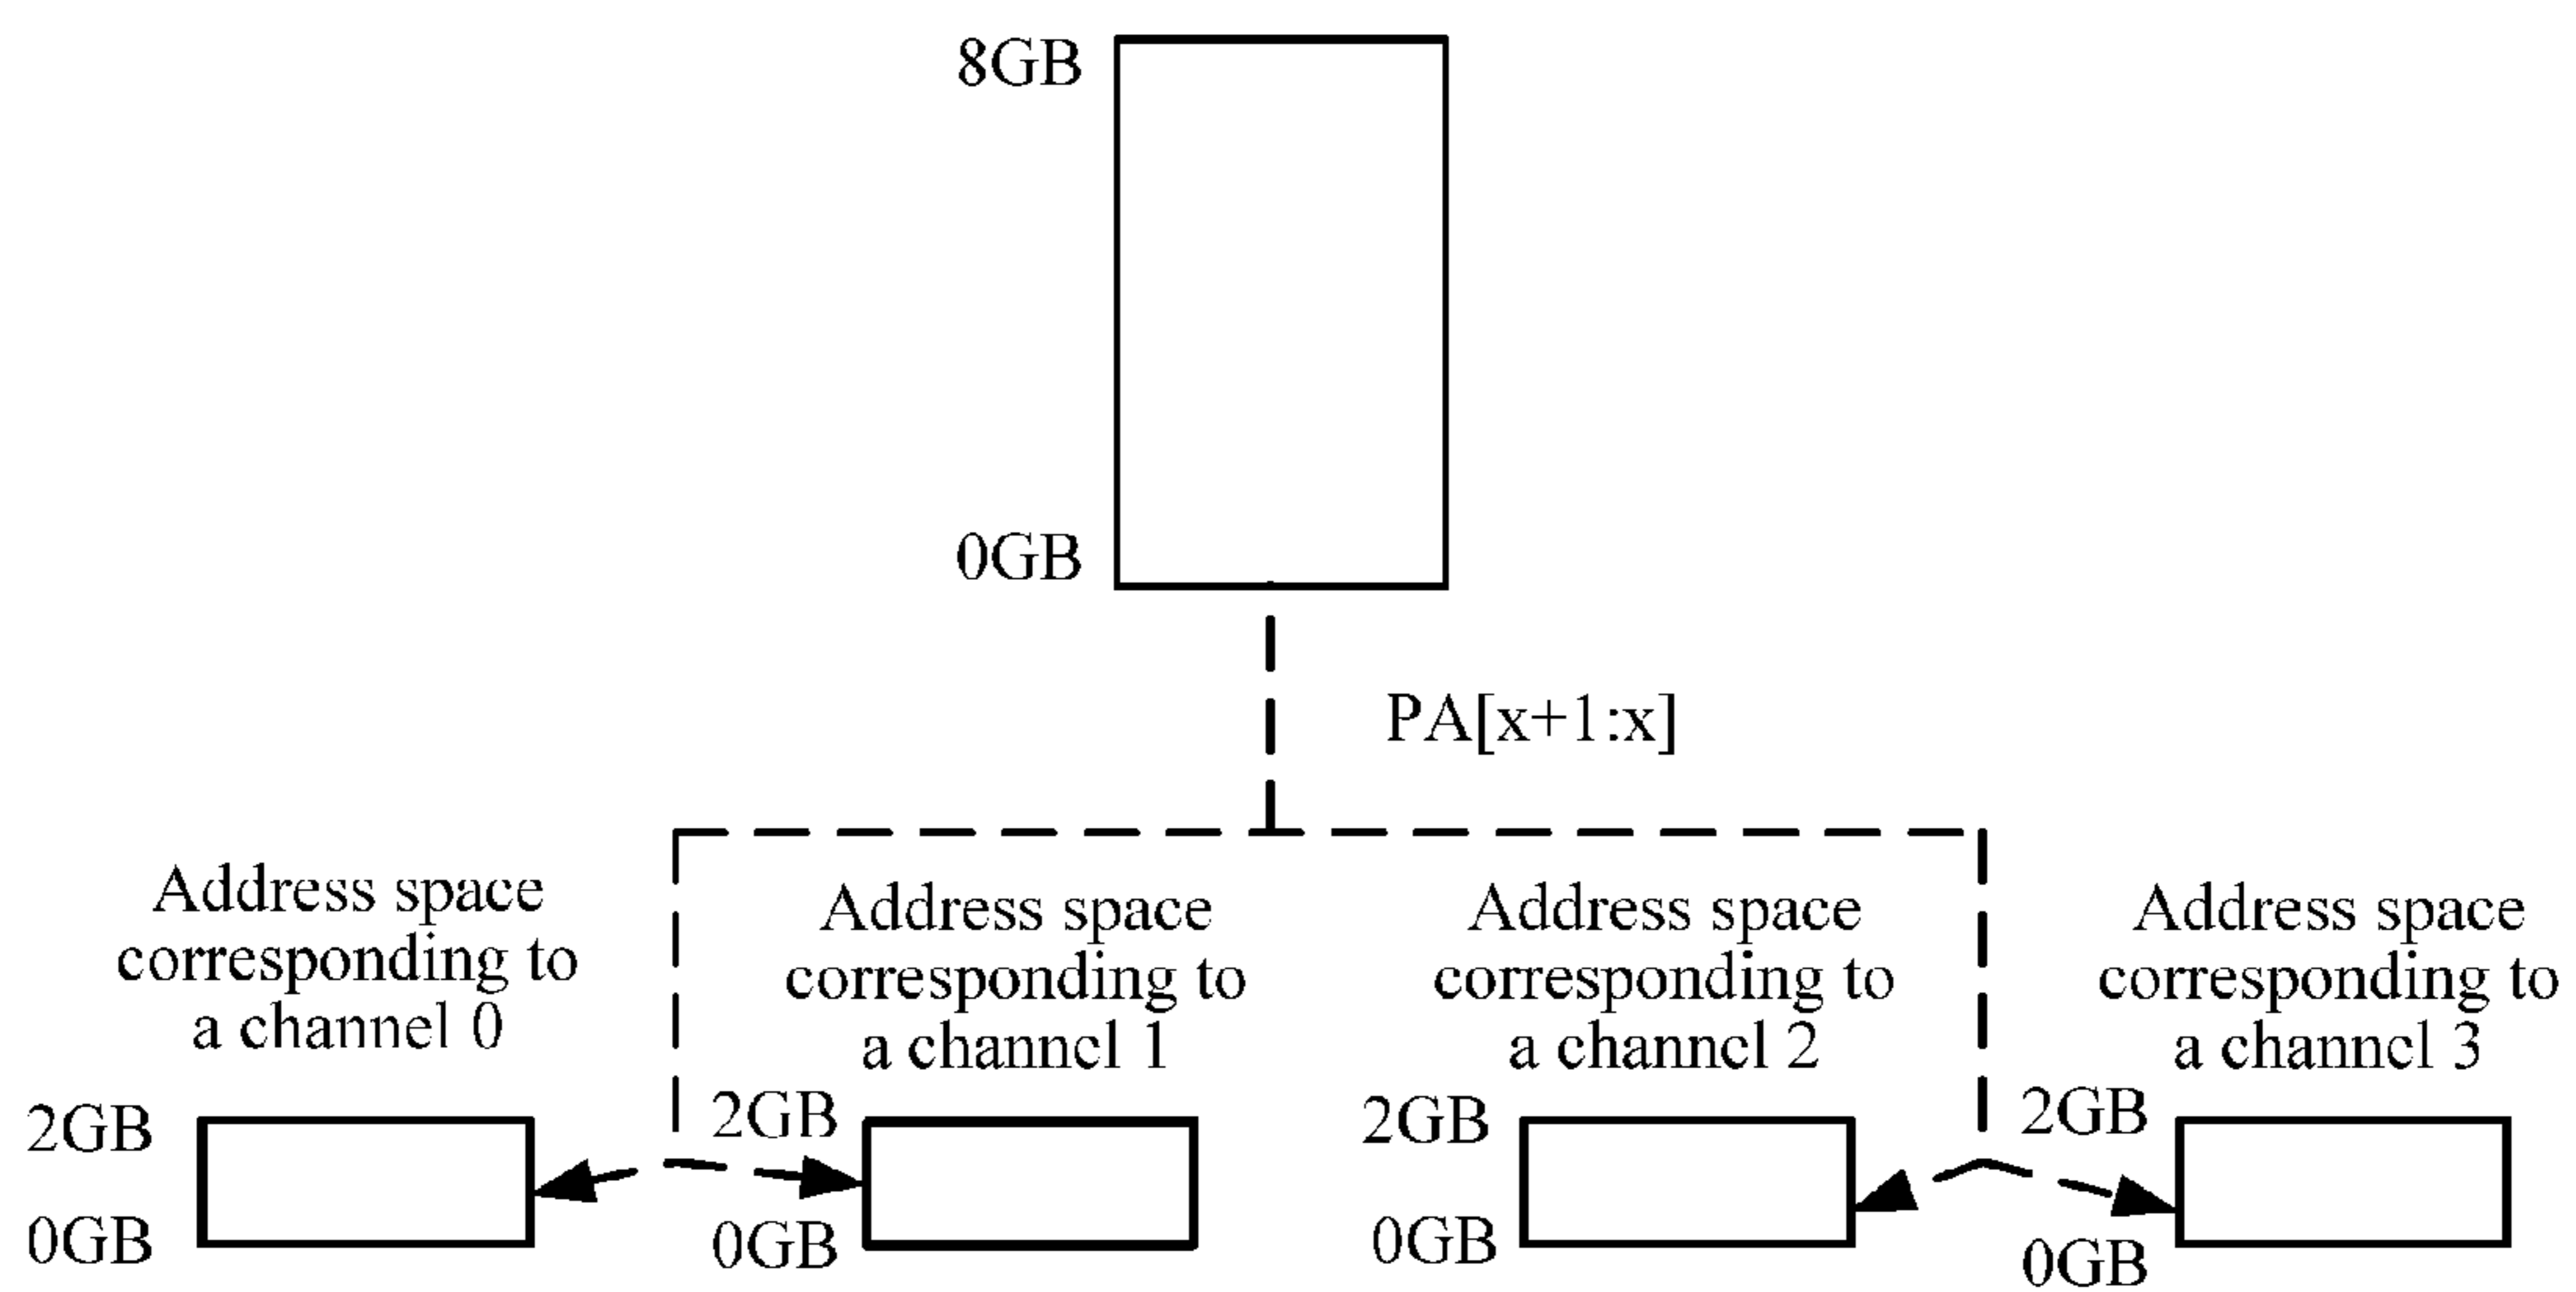 8GB
0GB
PA[x+1:x]
Address space
corresponding to
a channel 0
2GB
0GB
Address space
corresponding to
a channel 1
2GB
0GB
Address space
corresponding to
a channel 2
2GB
0GB
Address space
corresponding to
a channel 3
2GB
0GB